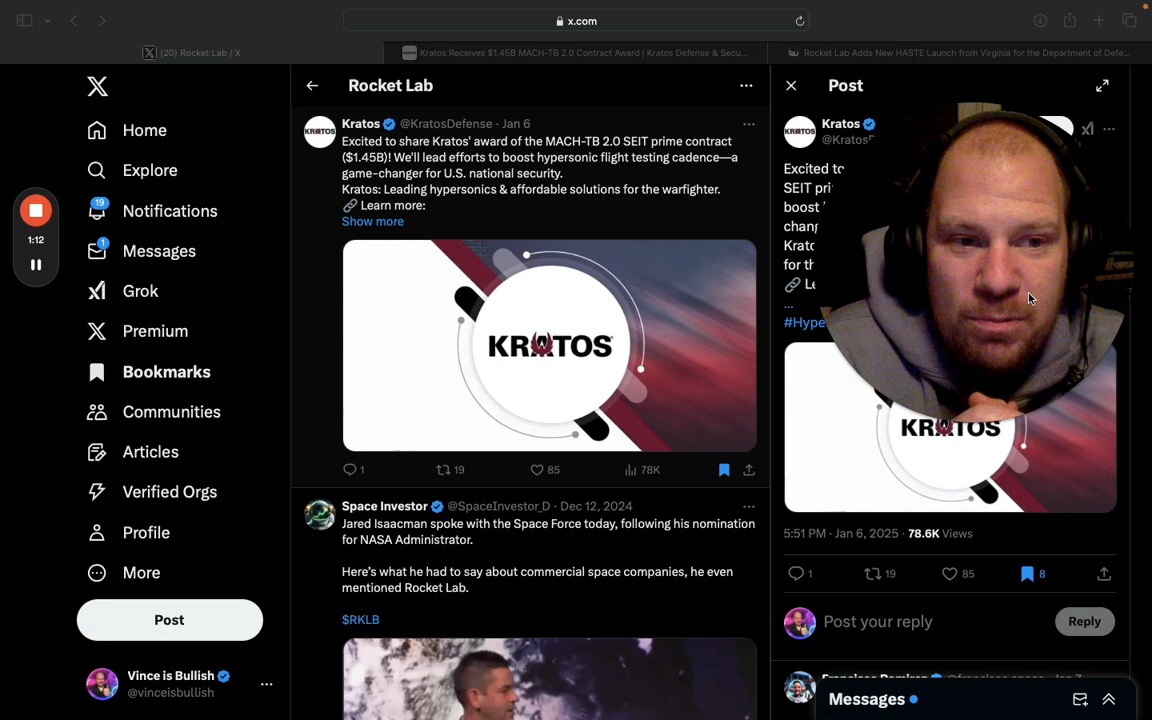 x.com
(20) Rocket Lab / X
Kratos Receives $1.45B MACH-TB 2.0 Contract Award | Kratos Defense & Secu...
Rocket Lab Adds New HASTE Launch from Virginia for the Department of Defe...
1:12
Home
Explore
19
Notifications
1
Messages
Grok
Premium
Bookmarks
Communities
Articles
Verified Orgs
Profile
More
Post
Vince is Bullish
@vinceisbullish
Rocket Lab
KRATOS
Kratos @KratosDefense · Jan 6
Excited to share Kratos' award of the MACH-TB 2.0 SEIT prime contract
($1.45B)! We'll lead efforts to boost hypersonic flight testing cadence—a
game-changer for U.S. national security.
Kratos: Leading hypersonics & affordable solutions for the warfighter.
🔗 Learn more:
Show more
KRATOS
1 19 85 78K
Space Investor @SpaceInvestor_D · Dec 12, 2024
Jared Isaacman spoke with the Space Force today, following his nomination
for NASA Administrator.
Here's what he had to say about commercial space companies, he even
mentioned Rocket Lab.
$RKLB
Post
KRATOS
Kratos
@Kratos
Excited to
SEIT pri
boost
chang
Krato
for th
🔗 Le
...
#Hype
KRATOS
5:51 PM · Jan 6, 2025 · 78.6K Views
1 19 85 8
Post your reply
Reply
Messages